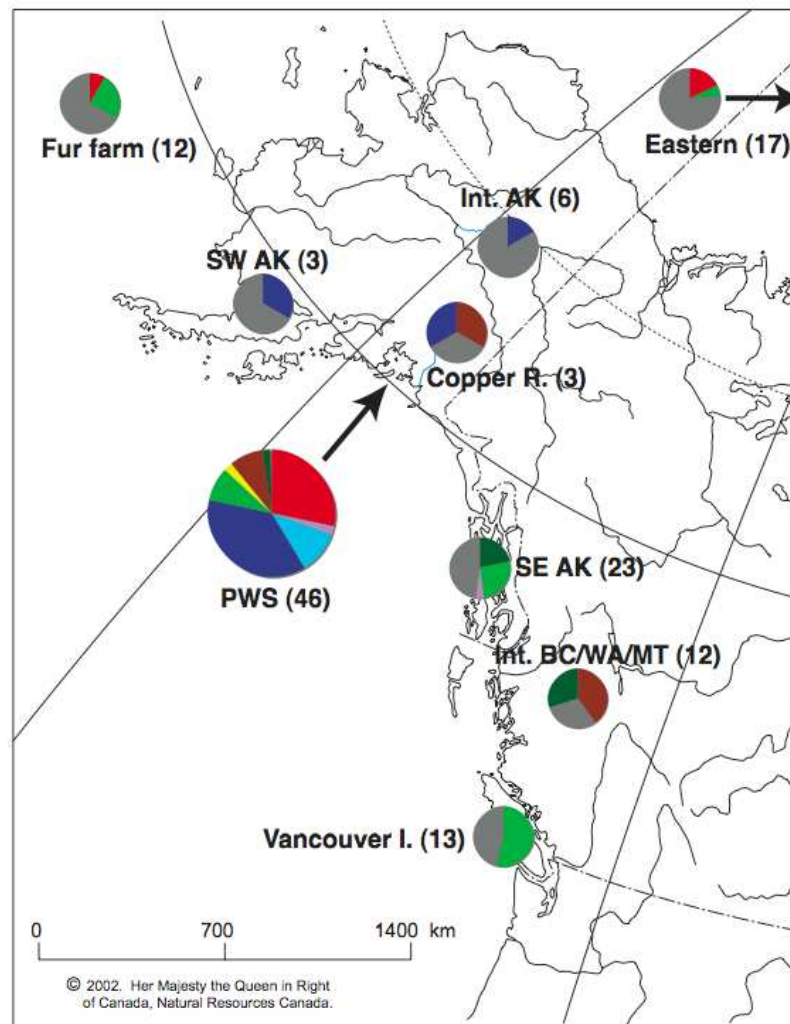 Fur farm (12)
Eastern (17)
Int. AK (6)
SW AK (3)
Copper R. (3)
PWS (46)
SE AK (23)
Int. BC/WA/MT (12)
Vancouver I. (13)
0 700 1400 km
© 2002. Her Majesty the Queen in Right
of Canada, Natural Resources Canada.